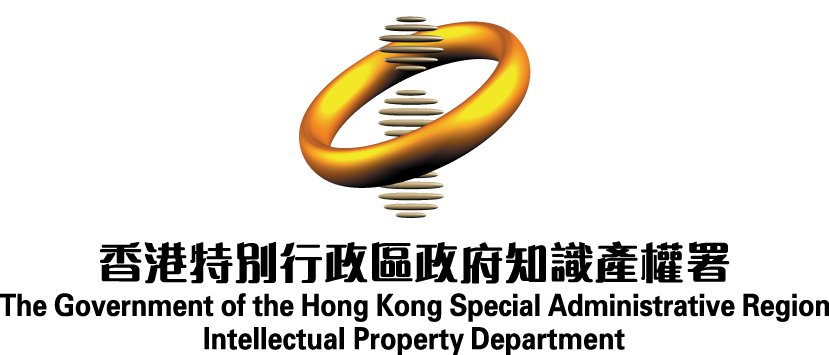 香港特別行政區政府知識產權署
The Government of the Hong Kong Special Administrative Region
Intellectual Property Department